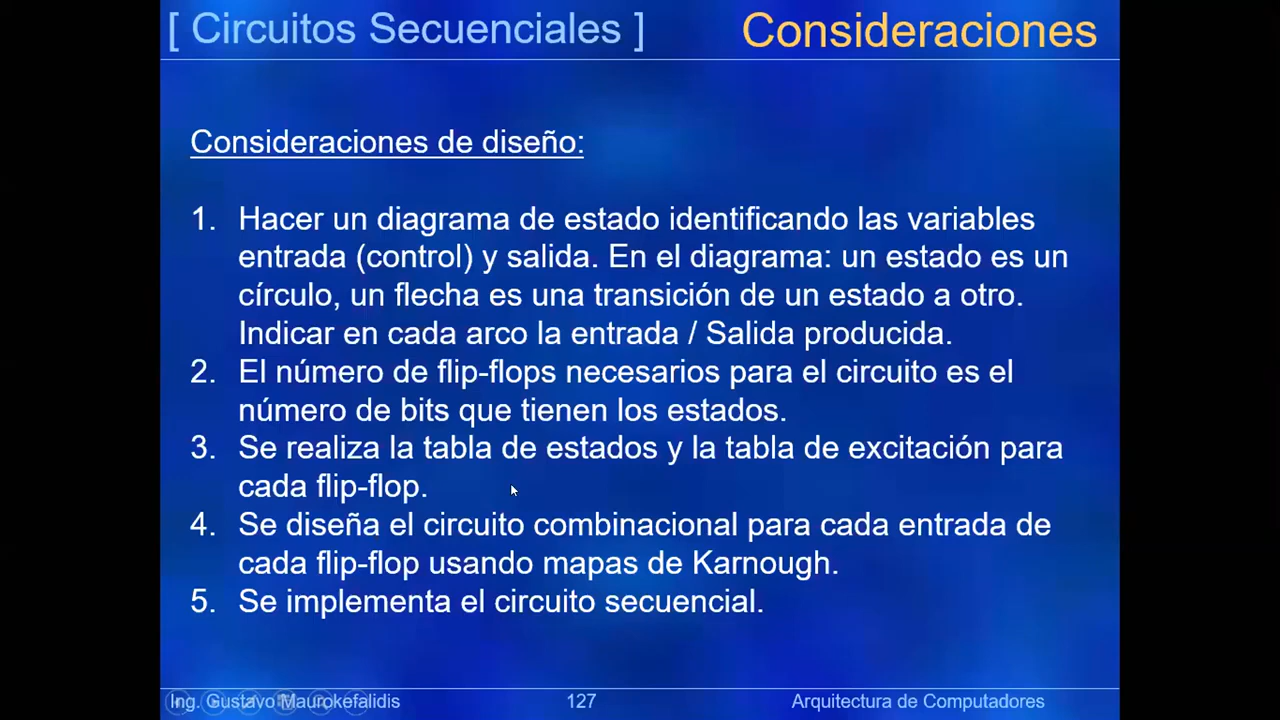 [ Circuitos Secuenciales ]
Consideraciones
Consideraciones de diseño:
1. Hacer un diagrama de estado identificando las variables
entrada (control) y salida. En el diagrama: un estado es un
círculo, un flecha es una transición de un estado a otro.
Indicar en cada arco la entrada / Salida producida.
2. El número de flip-flops necesarios para el circuito es el
número de bits que tienen los estados.
3. Se realiza la tabla de estados y la tabla de excitación para
cada flip-flop.
4. Se diseña el circuito combinacional para cada entrada de
cada flip-flop usando mapas de Karnough.
5. Se implementa el circuito secuencial.
Ing. Gustavo Maurokefalidis
127
Arquitectura de Computadores